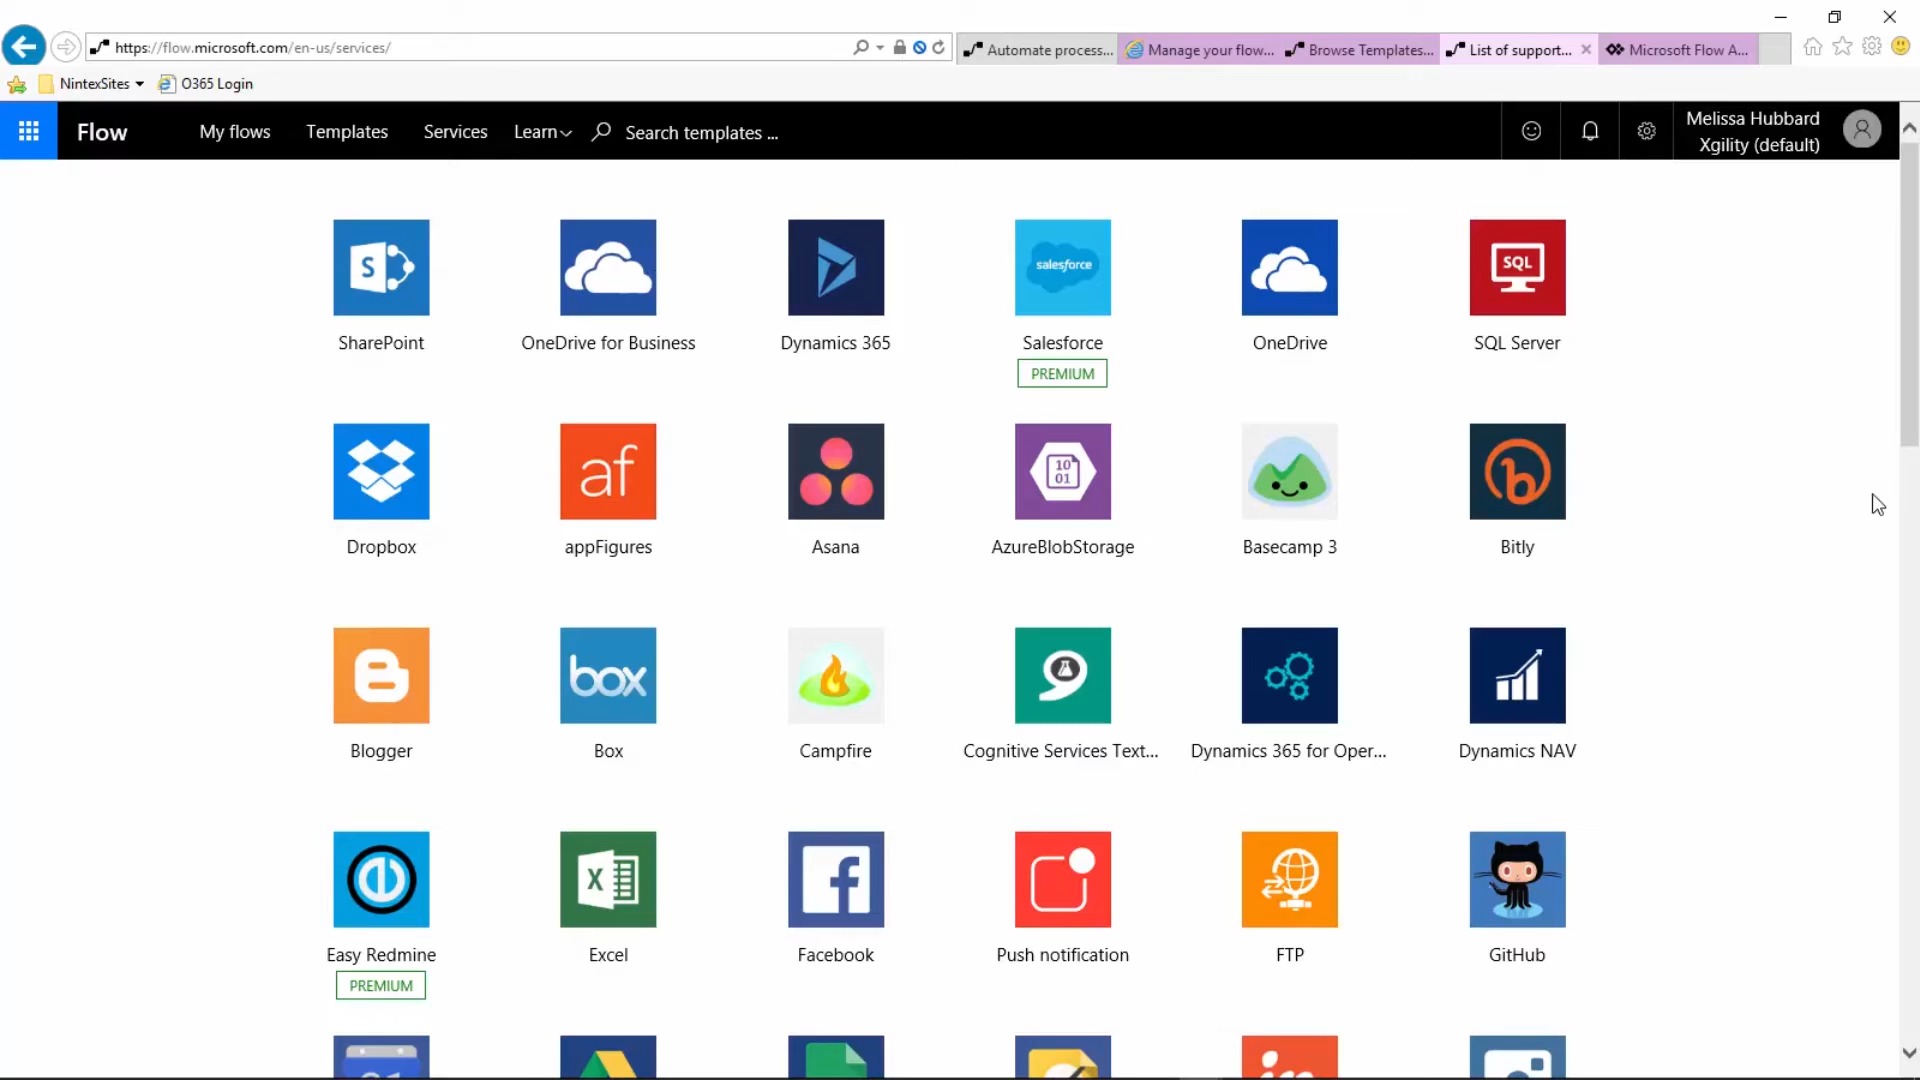 https://flow.microsoft.com/en-us/services/
Automate process...
Manage your flow...
Browse Templates...
List of support...
Microsoft Flow A...
NintexSites
O365 Login
Flow
My flows
Templates
Services
Learn
Search templates ...
Melissa Hubbard
Xgility (default)
S
salesforce
SQL
SharePoint
OneDrive for Business
Dynamics 365
Salesforce
OneDrive
SQL Server
PREMIUM
af
10
01
b
Dropbox
appFigures
Asana
AzureBlobStorage
Basecamp 3
Bitly
B
box
Blogger
Box
Campfire
Cognitive Services Text...
Dynamics 365 for Oper...
Dynamics NAV
X
f
Easy Redmine
Excel
Facebook
Push notification
FTP
GitHub
PREMIUM